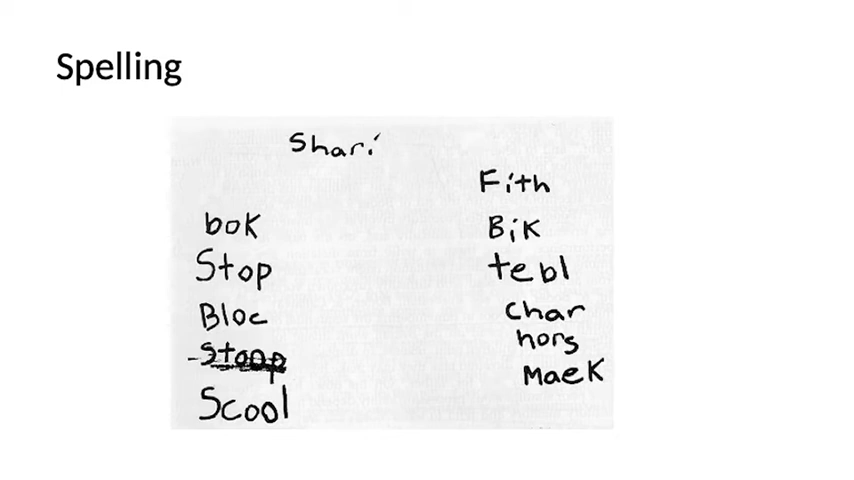 Spelling
Shari
boK
Stop
Bloc
stoop
Scool
Fith
BiK
tebl
Char
hors
MaeK